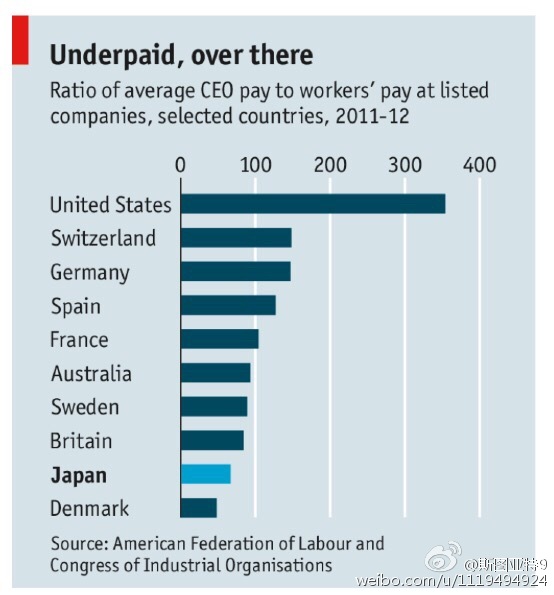 Underpaid, over there
Ratio of average CEO pay to workers’ pay at listed
companies, selected countries, 2011-12
0 100 200 300 400
United States
Switzerland
Germany
Spain
France
Australia
Sweden
Britain
Japan
Denmark
Source: American Federation of Labour and
Congress of Industrial Organisations
weibo.com/u/1119494924